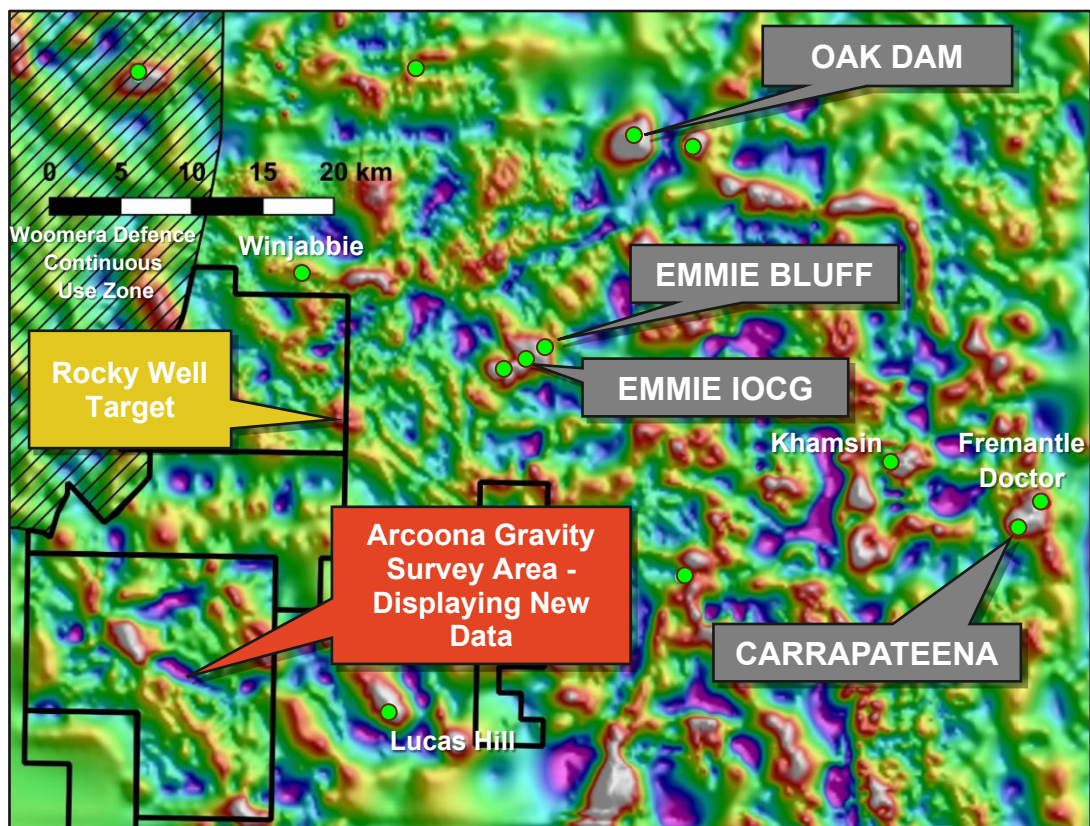 OAK DAM
0 5 10 15 20 km
Woomera Defence
Continuous
Use Zone
Winjabbie
EMMIE BLUFF
Rocky Well
Target
EMMIE IOCG
Khamsin
Fremantle
Doctor
Arcoona Gravity
Survey Area -
Displaying New
Data
CARRAPATEENA
Lucas Hill